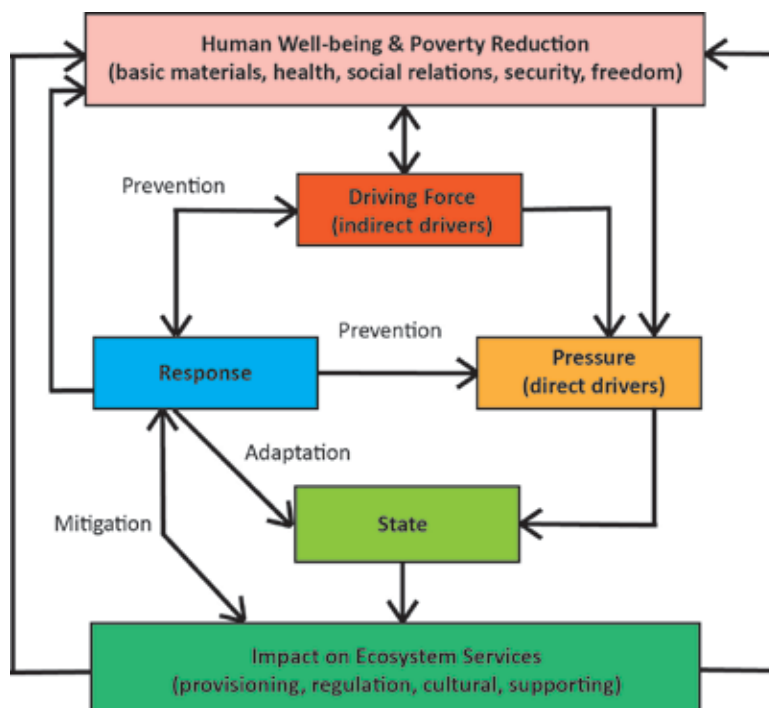 Human Well-being & Poverty Reduction
(basic materials, health, social relations, security, freedom)
Prevention
Driving Force
(indirect drivers)
Prevention
Response
Pressure
(direct drivers)
Adaptation
Mitigation
State
Impact on Ecosystem Services
(provisioning, regulation, cultural, supporting)